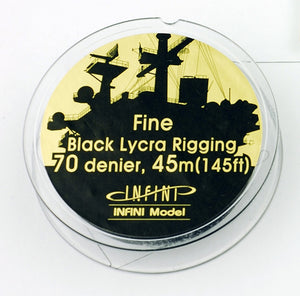 Fine
Black Lycra Rigging
70 denier, 45m(145ft)
INFINI
INFINI Model